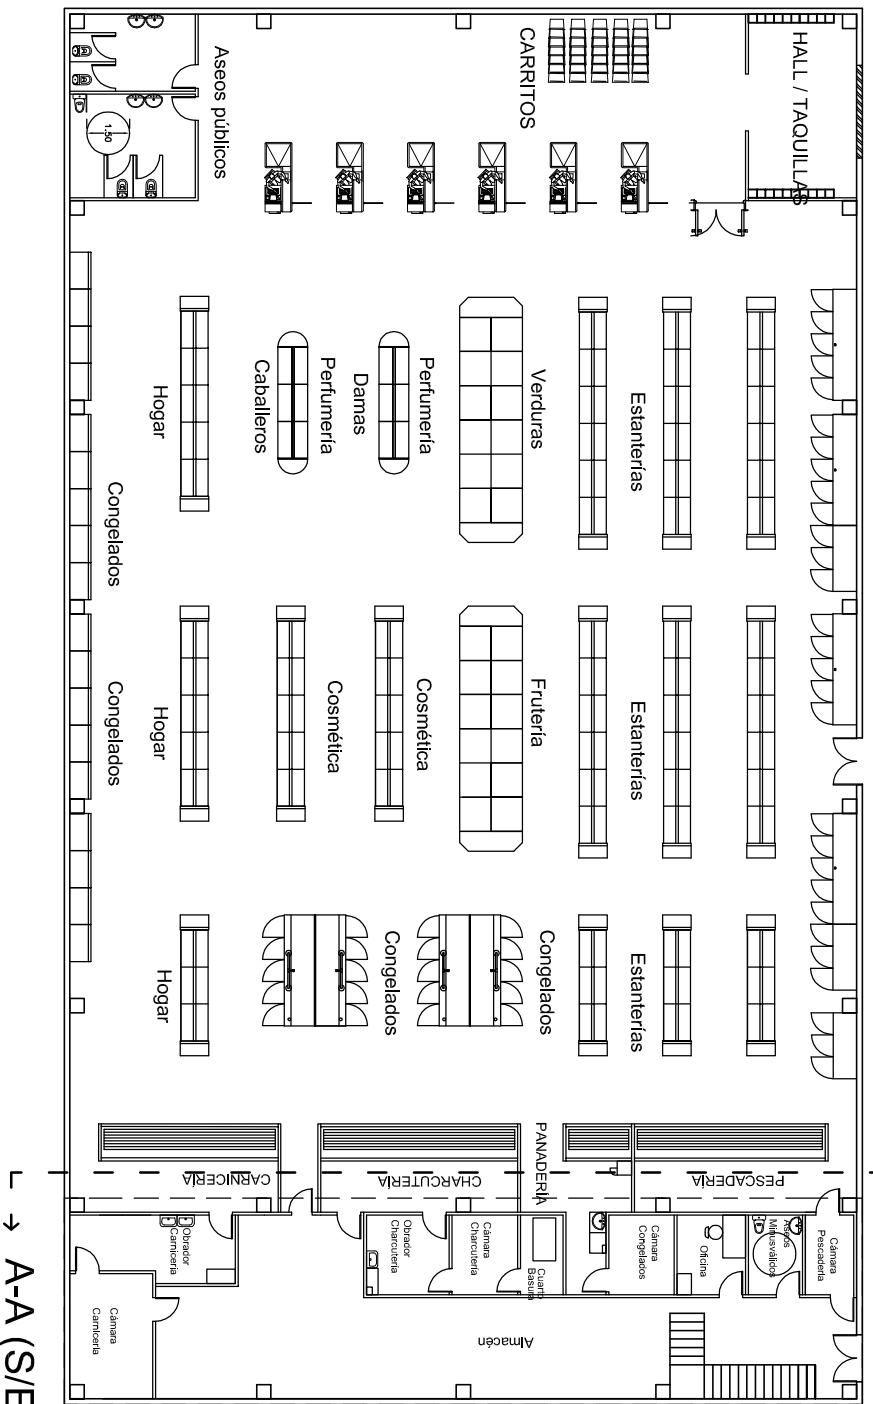 HALL / TAQUILLAS
CARRITOS
Aseos públicos
1.50
Estanterías
Verduras
Perfumería
Damas
Perfumería
Caballeros
Hogar
Congelados
Estanterías
Frutería
Cosmética
Cosmética
Hogar
Congelados
Estanterías
Congelados
Congelados
Hogar
PESCADERÍA
PANADERÍA
CHARCUTERÍA
CARNICERÍA
Cámara
Pescadería
Aseos
Minusválidos
Oficina
Cámara
Congelados
Cuarto
Basura
Cámara
Charcutería
Obrador
Charcutería
Obrador
Carnicería
Cámara
Carnicería
Almacén
A-A (S/E